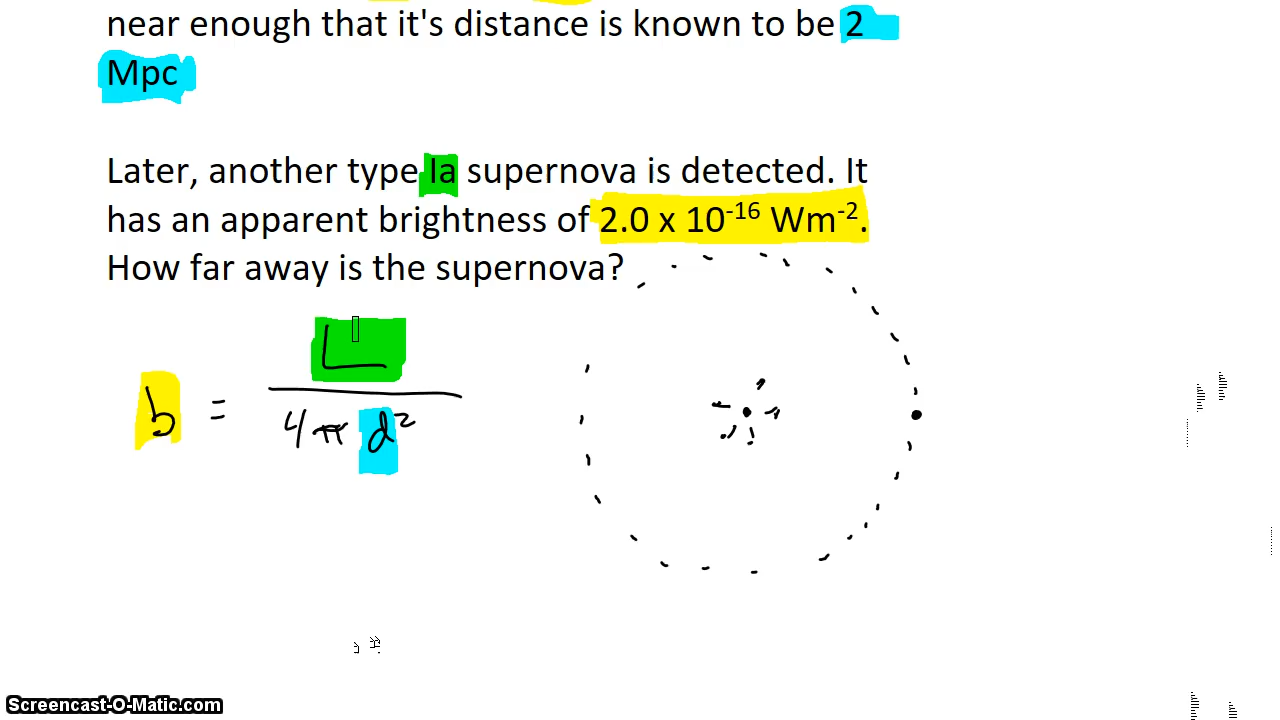 near enough that it's distance is known to be 2
Mpc
Later, another type Ia supernova is detected. It
has an apparent brightness of 2.0 x 10⁻¹⁶ Wm⁻².
How far away is the supernova?
b = L / 4 π d²
Screencast-O-Matic.com